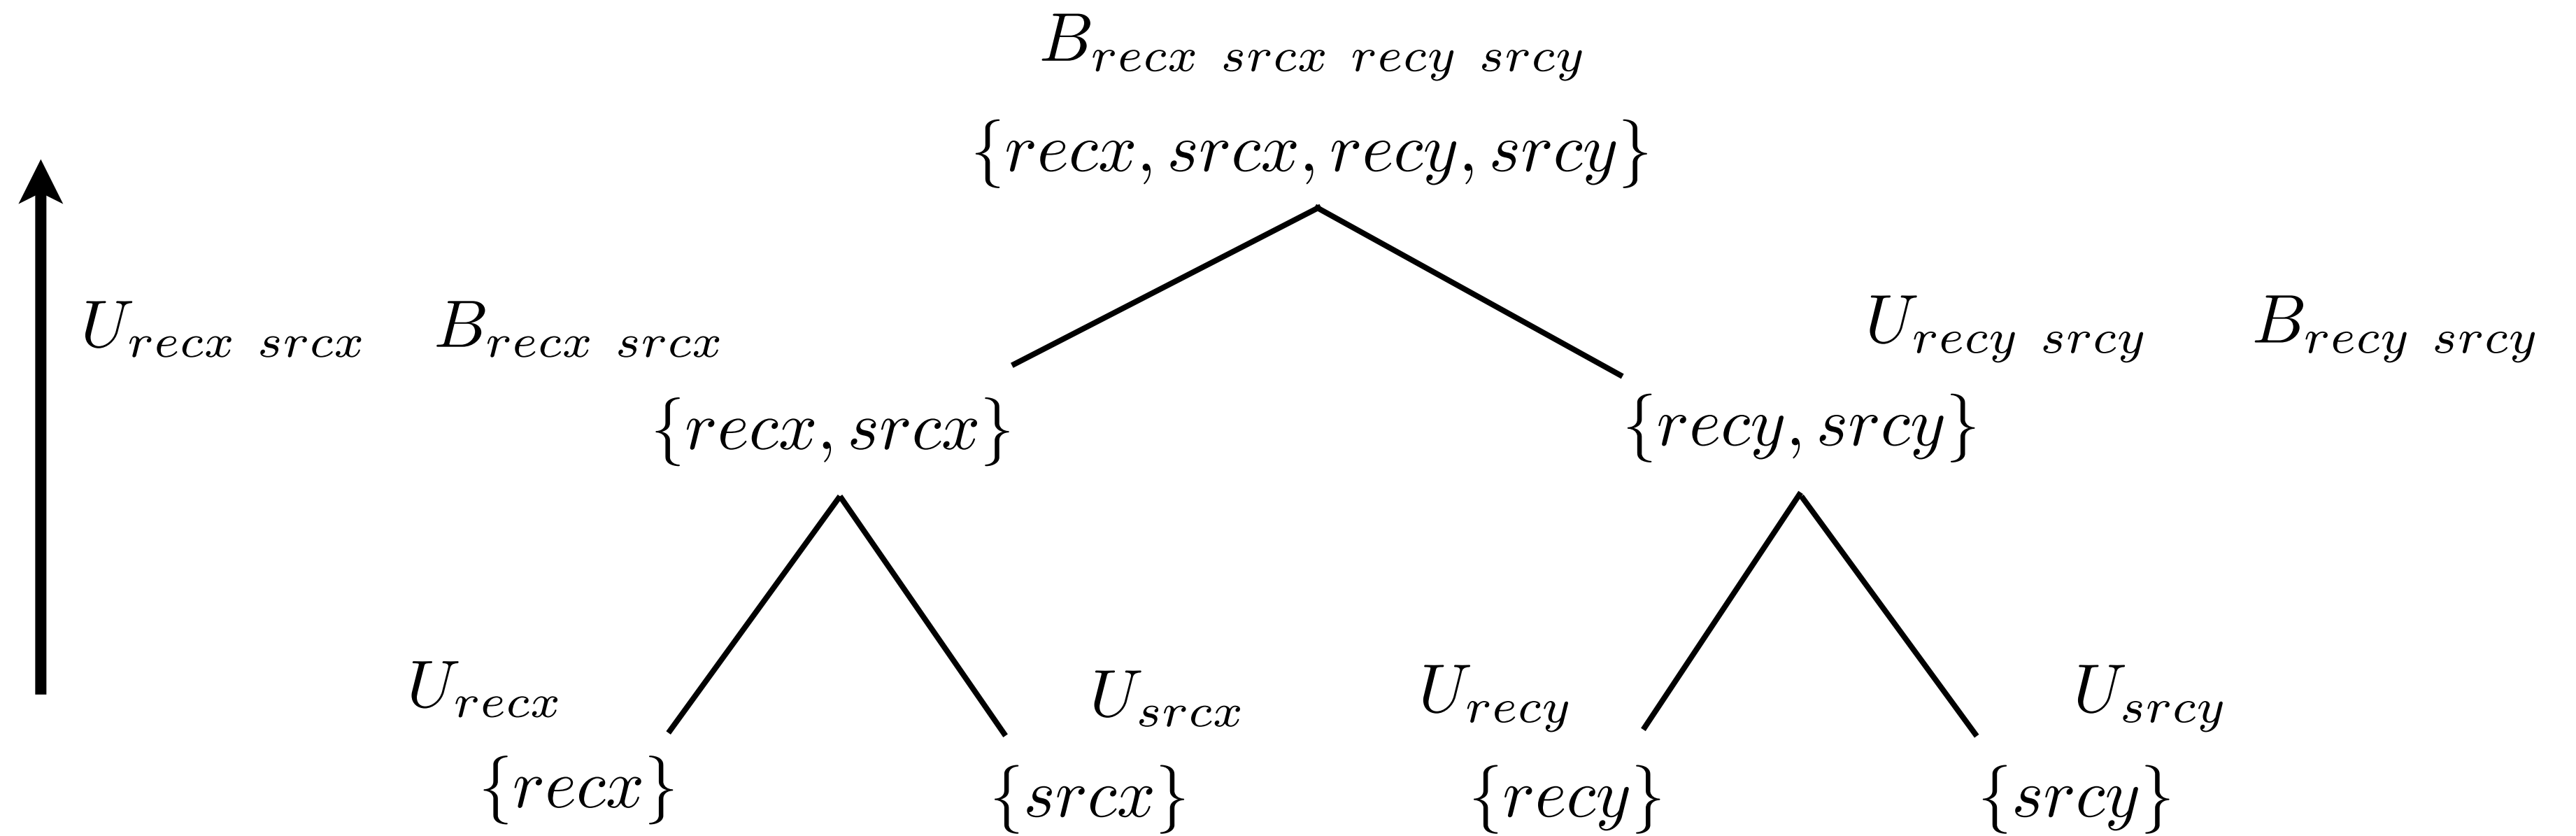 B_{recx srcx recy srcy}
{recx, srcx, recy, srcy}
U_{recx srcx} B_{recx srcx} U_{recy srcy} B_{recy srcy}
{recx, srcx} {recy, srcy}
U_{recx} U_{srcx} U_{recy} U_{srcy}
{recx} {srcx} {recy} {srcy}